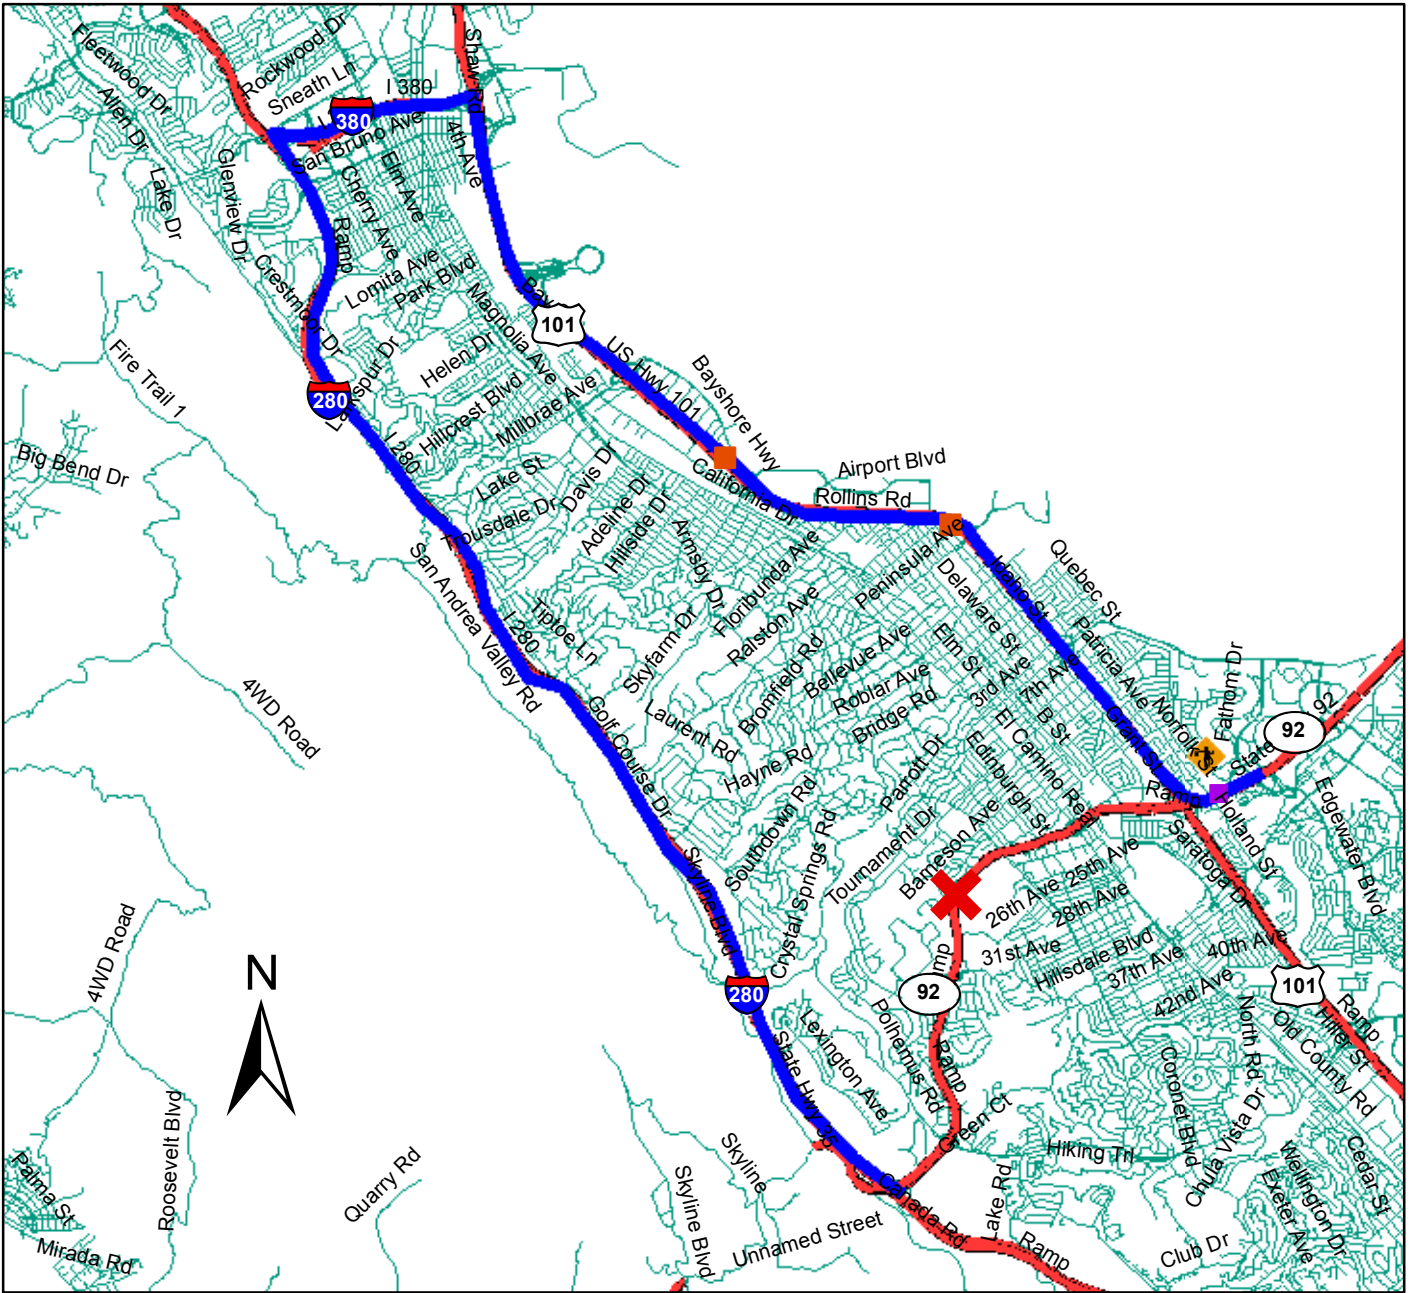 Fleetwood Dr
Rockwood Dr
Sneath Ln
I 380
Shaw Rd
Allen Dr
380
San Bruno Ave
4th Ave
Elm Ave
Glenview Dr
Lake Dr
Cherry Ave
Ramp
Crestmoor Dr
Lomita Ave
Park Blvd
Magnolia Ave
101
US Hwy 101
Bayshore Hwy
Fire Trail 1
Helen Dr
280
Hillcrest Blvd
Millbrae Ave
I 280
Big Bend Dr
Lake St
Davis Dr
California Dr
Airport Blvd
Rollins Rd
Trousdale Dr
Adeline Dr
Hillside Dr
Armsby Dr
Floribunda Ave
Peninsula Ave
San Andrea Valley Rd
I 280
Tiptoe Ln
Skyfarm Dr
Ralston Ave
Delaware St
Idaho St
Quebec St
Bromfield Rd
Bellevue Ave
Elm St
3rd Ave
7th Av
Patricia Ave
4WD Road
Golf Course Dr
Laurent Rd
Roblar Ave
Bridge Rd
B St
Grant St
Norfolk St
Fathom Dr
Hayne Rd
El Camino Real
Edinburgh St
Parrott Dr
State
92
92
Ramp
Holland St
Edgewater Blvd
Southdown Rd
Crystal Springs Rd
Tournament Dr
Barneson Ave
Saratoga Dr
25th Ave
26th Ave
28th Ave
Skyline Blvd
31st Ave
Hillsdale Blvd
37th Ave
40th Ave
42nd Ave
4WD Road
N
280
92
101
Ramp
Hiller St
Old County Rd
North Rd
State Hwy 35
Lexington Ave
Polhemus Rd
Ramp
Green Ct
Coronet Blvd
Chula Vista Dr
Hiking Trl
Roosevelt Blvd
Palma St
Mirada Rd
Quarry Rd
Skyline
Skyline Blvd
Unnamed Street
Canada Rd
Lake Rd
Ramp
Club Dr
Wellington Dr
Exeter Ave
Cedar St